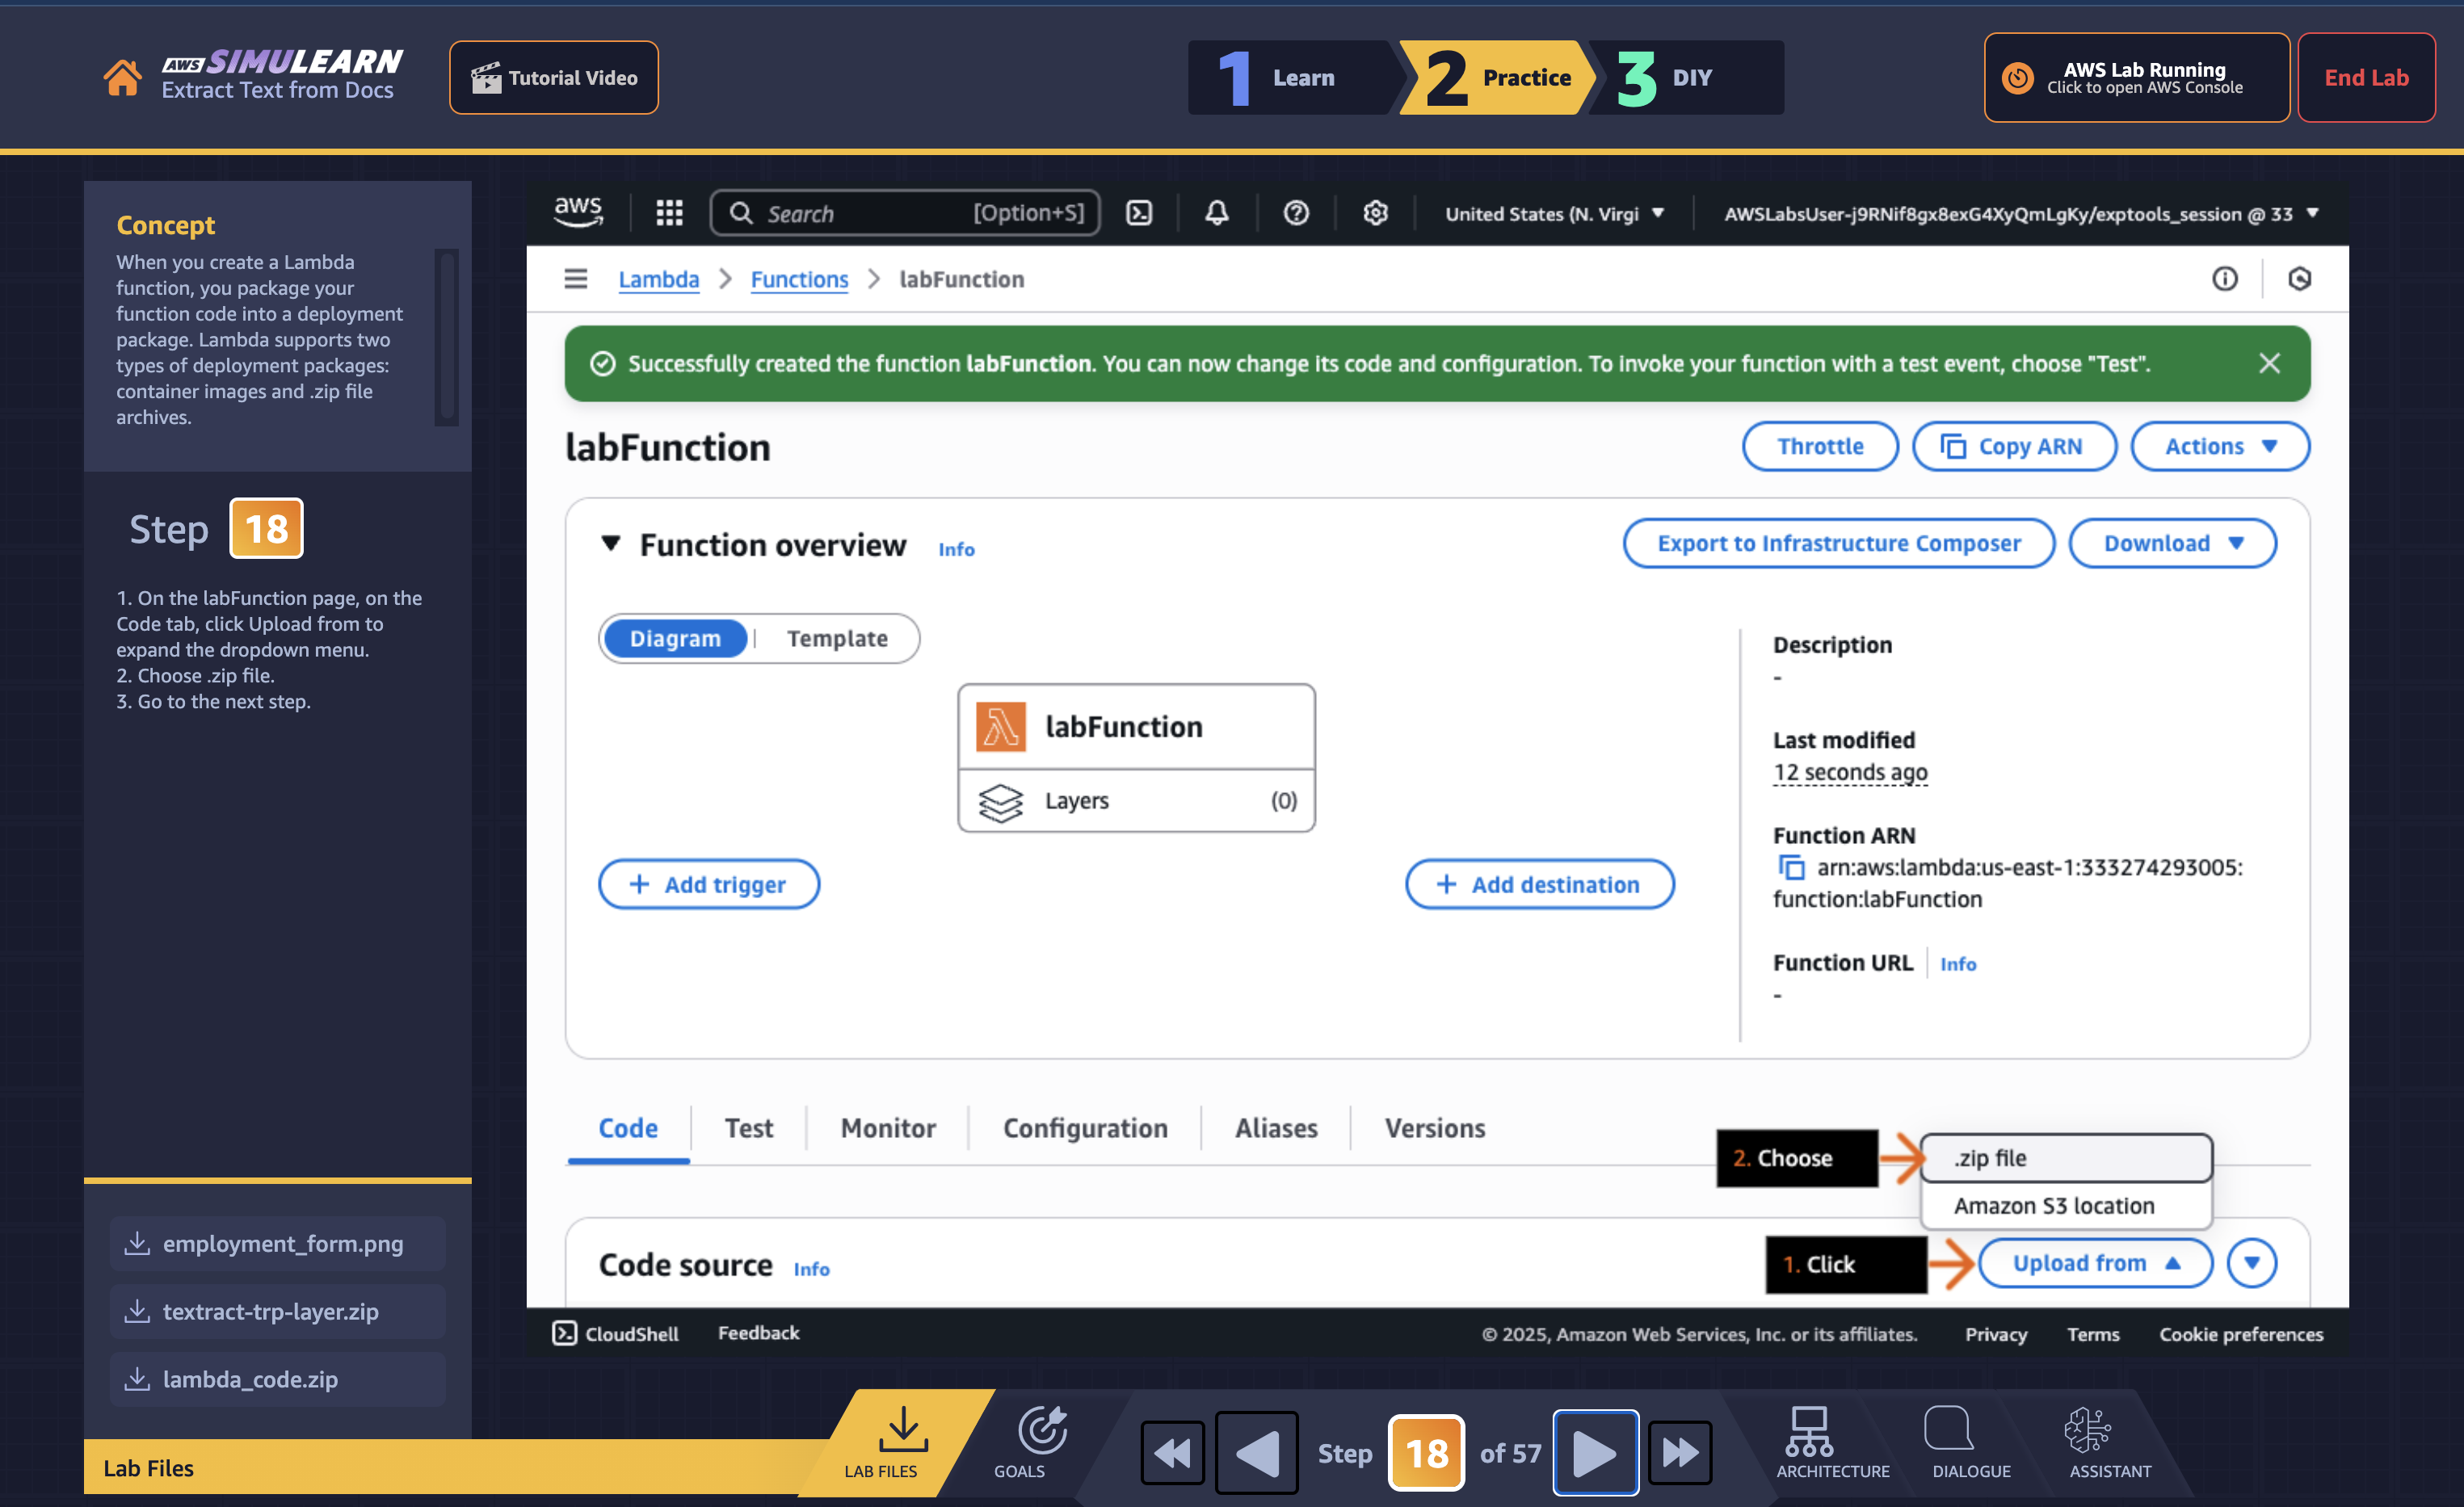 aws SIMULEARN
Extract Text from Docs
Tutorial Video
1 Learn
2 Practice
3 DIY
AWS Lab Running
Click to open AWS Console
End Lab
Concept
When you create a Lambda
function, you package your
function code into a deployment
package. Lambda supports two
types of deployment packages:
container images and .zip file
archives.
Step 18
1. On the labFunction page, on the
Code tab, click Upload from to
expand the dropdown menu.
2. Choose .zip file.
3. Go to the next step.
employment_form.png
textract-trp-layer.zip
lambda_code.zip
Lab Files
aws
Search [Option+S]
United States (N. Virgi
AWSLabsUser-j9RNif8gx8exG4XyQmLgKy/exptools_session @ 33
Lambda > Functions > labFunction
Successfully created the function labFunction. You can now change its code and configuration. To invoke your function with a test event, choose "Test".
labFunction
Throttle
Copy ARN
Actions
Function overview Info
Export to Infrastructure Composer
Download
Diagram
Template
labFunction
Layers (0)
+ Add trigger
+ Add destination
Description
-
Last modified
12 seconds ago
Function ARN
arn:aws:lambda:us-east-1:333274293005:
function:labFunction
Function URL Info
-
Code
Test
Monitor
Configuration
Aliases
Versions
2. Choose
.zip file
Amazon S3 location
Code source Info
1. Click
Upload from
CloudShell
Feedback
© 2025, Amazon Web Services, Inc. or its affiliates.
Privacy
Terms
Cookie preferences
LAB FILES
GOALS
Step 18 of 57
ARCHITECTURE
DIALOGUE
ASSISTANT